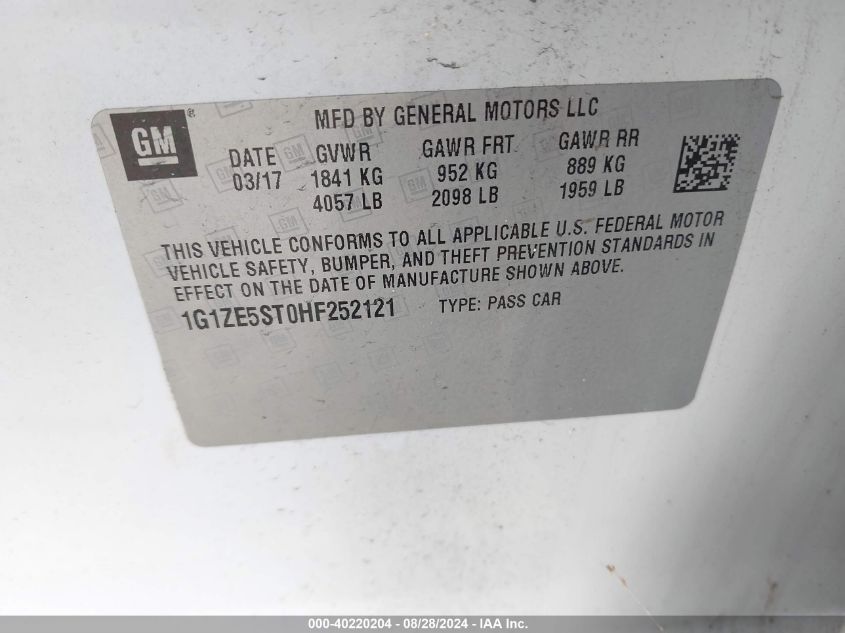 GM ®
MFD BY GENERAL MOTORS LLC
DATE GVWR GAWR FRT. GAWR RR
03/17 1841 KG 952 KG 889 KG
4057 LB 2098 LB 1959 LB
THIS VEHICLE CONFORMS TO ALL APPLICABLE U.S. FEDERAL MOTOR
VEHICLE SAFETY, BUMPER, AND THEFT PREVENTION STANDARDS IN
EFFECT ON THE DATE OF MANUFACTURE SHOWN ABOVE.
1G1ZE5ST0HF252121 TYPE: PASS CAR
000-40220204 - 08/28/2024 - IAA Inc.